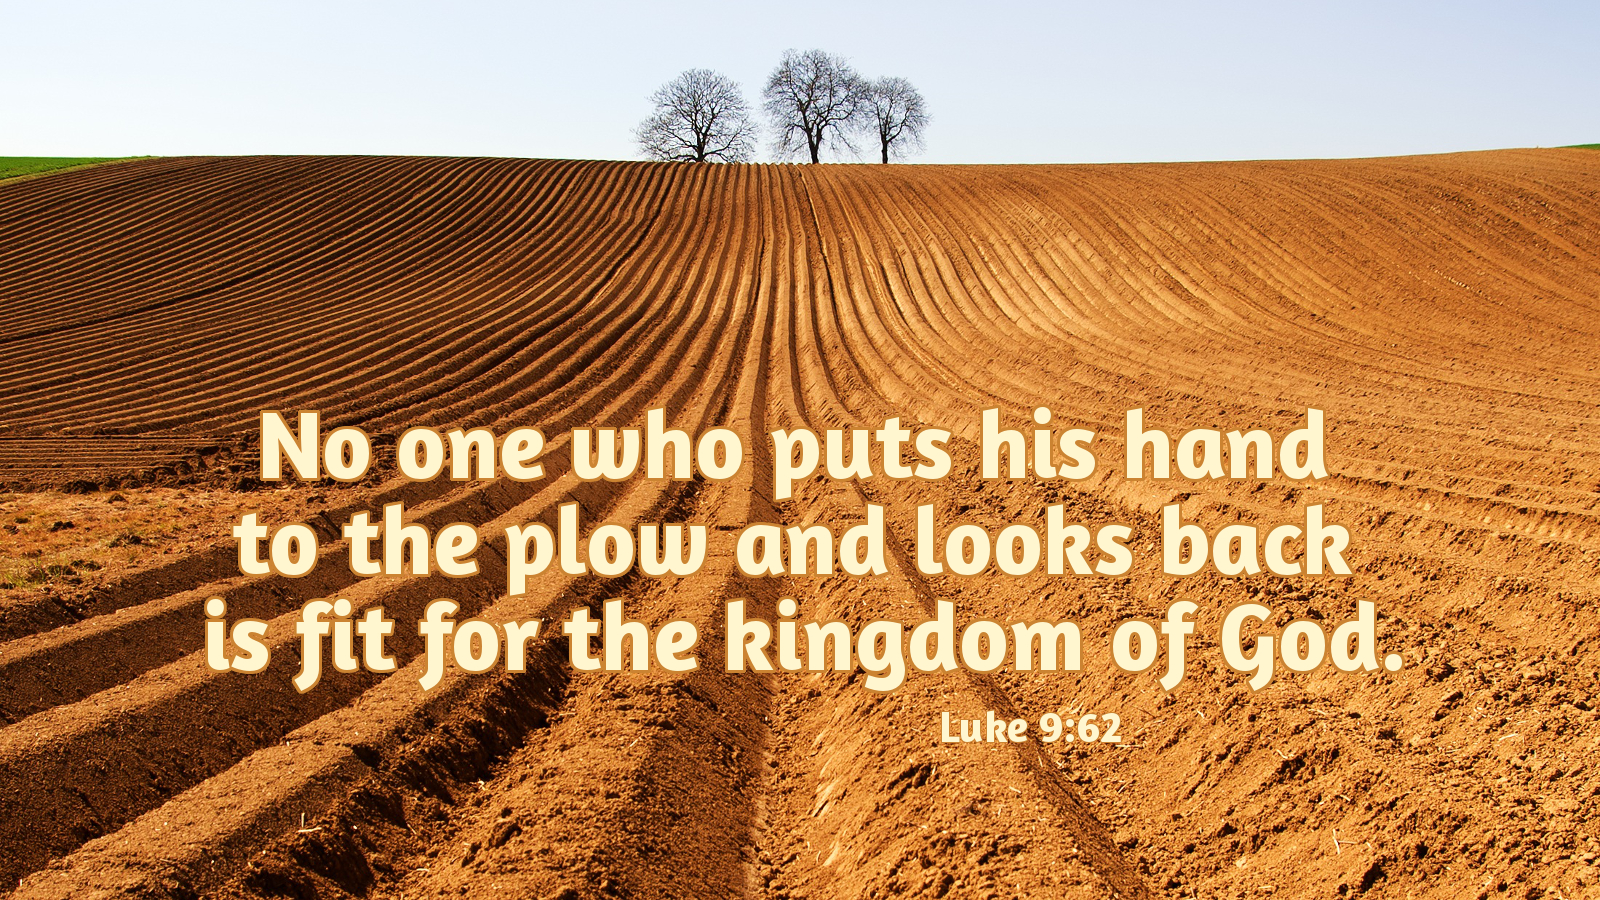 No one who puts his hand
to the plow and looks back
is fit for the kingdom of God.
Luke 9:62